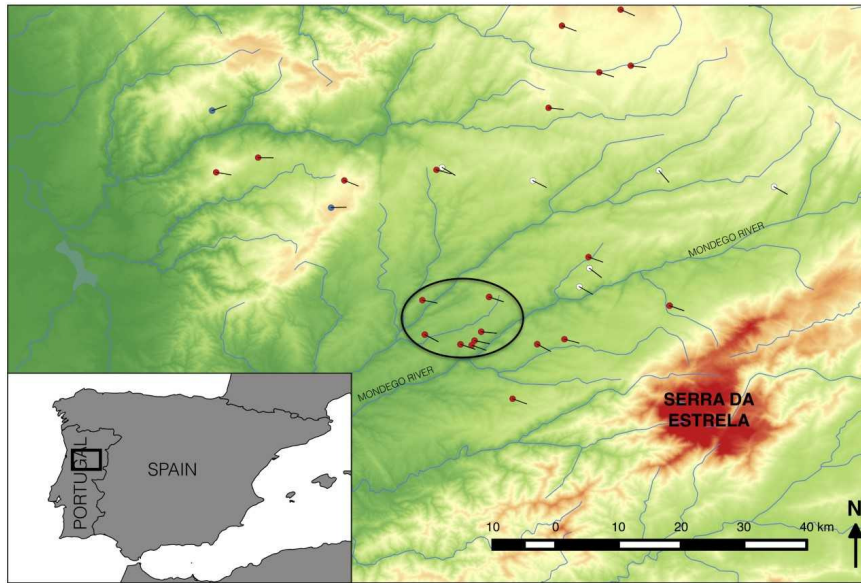 MONDEGO RIVER
MONDEGO RIVER
SERRA DA
ESTRELA
PORTUGAL
SPAIN
N
10 0 10 20 30 40 km